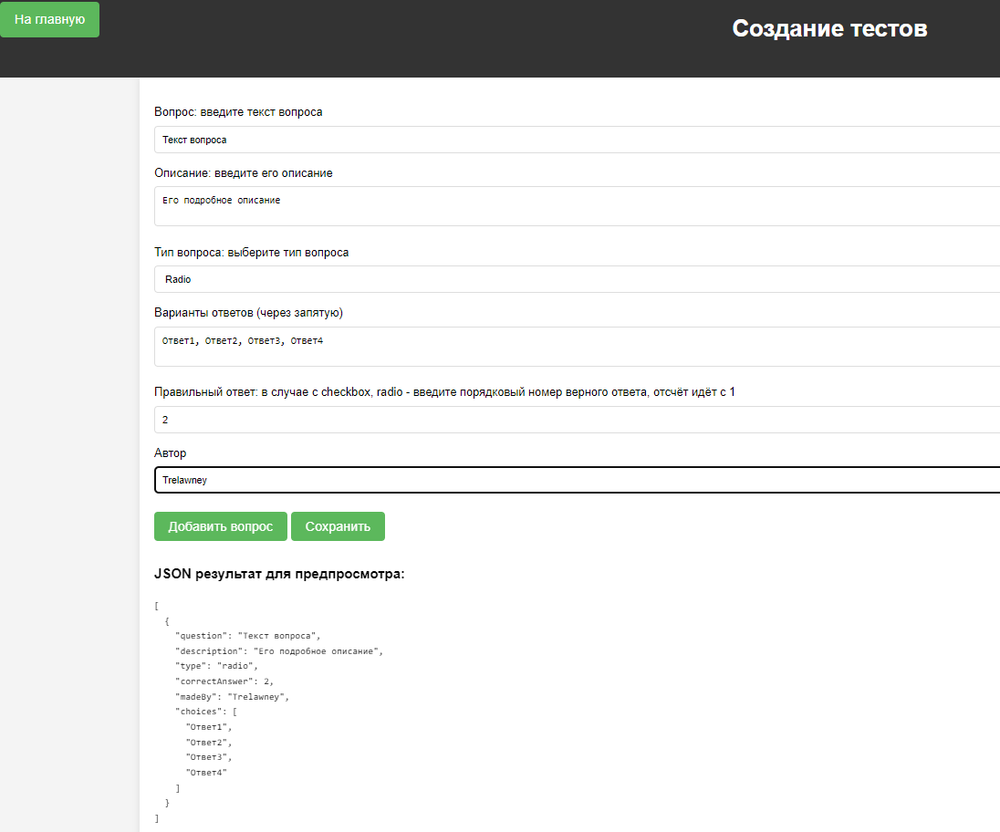 На главную
Создание тестов
Вопрос: введите текст вопроса
Текст вопроса
Описание: введите его описание
Его подробное описание
Тип вопроса: выберите тип вопроса
Radio
Варианты ответов (через запятую)
Ответ1, Ответ2, Ответ3, Ответ4
Правильный ответ: в случае с checkbox, radio - введите порядковый номер верного ответа, отсчёт идёт с 1
2
Автор
Trelawney
Добавить вопрос Сохранить
JSON результат для предпросмотра:
[
  {
    "question": "Текст вопроса",
    "description": "Его подробное описание",
    "type": "radio",
    "correctAnswer": 2,
    "madeBy": "Trelawney",
    "choices": [
      "Ответ1",
      "Ответ2",
      "Ответ3",
      "Ответ4"
    ]
  }
]